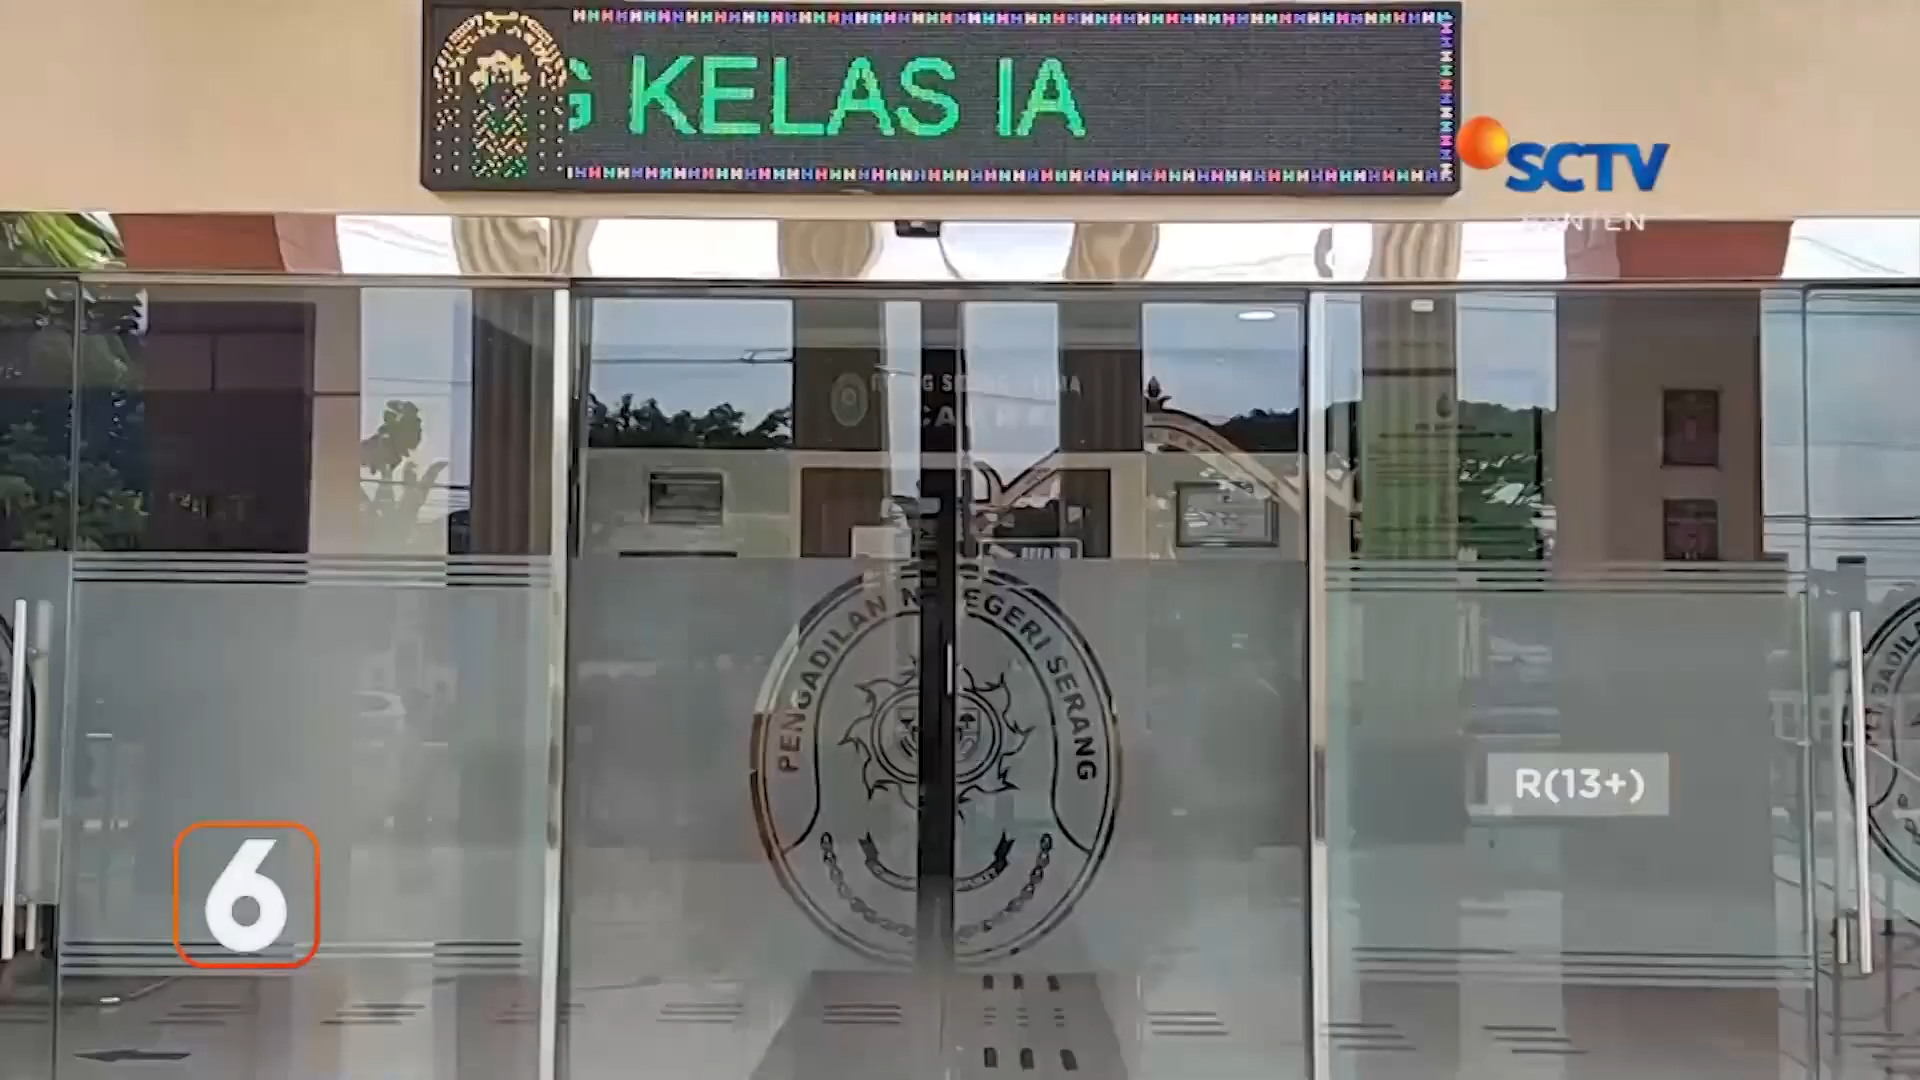 G KELAS IA
SCTV
BANTEN
PENGADILAN NEGERI SERANG
R(13+)
6